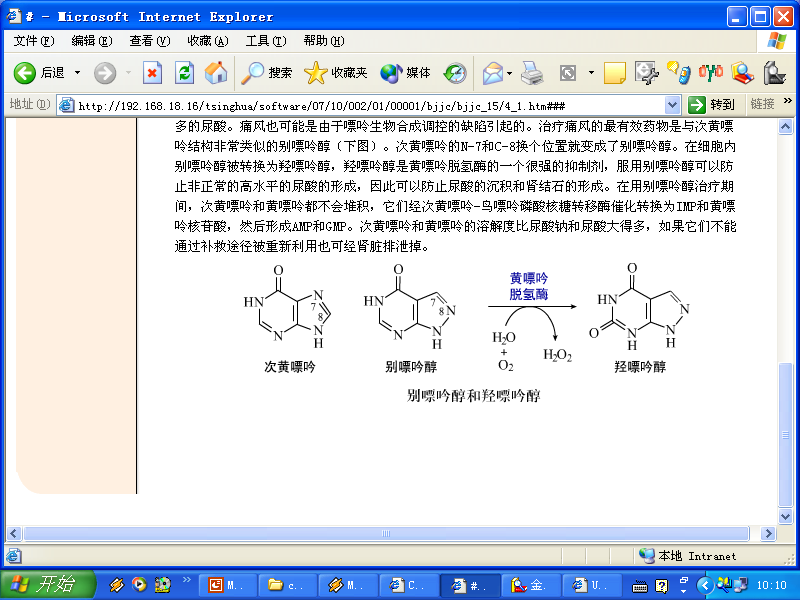 # - Microsoft Internet Explorer
文件(F) 编辑(E) 查看(V) 收藏(A) 工具(T) 帮助(H)
后退 搜索 收藏夹 媒体
地址(D) http://192.168.18.16/tsinghua/software/07/10/002/01/00001/bjjc/bjjc_15/4_1.htm### 转到 链接 »
多的尿酸。痛风也可能是由于嘌呤生物合成调控的缺陷引起的。治疗痛风的最有效药物是与次黄嘌
呤结构非常类似的别嘌呤醇（下图）。次黄嘌呤的N-7和C-8换个位置就变成了别嘌呤醇。在细胞内
别嘌呤醇被转换为羟嘌呤醇，羟嘌呤醇是黄嘌呤脱氢酶的一个很强的抑制剂，服用别嘌呤醇可以防
止非正常的高水平的尿酸的形成，因此可以防止尿酸的沉积和肾结石的形成。在用别嘌呤醇治疗期
间，次黄嘌呤和黄嘌呤都不会堆积，它们经次黄嘌呤-鸟嘌呤磷酸核糖转移酶催化转换为IMP和黄嘌
呤核苷酸，然后形成AMP和GMP。次黄嘌呤和黄嘌呤的溶解度比尿酸钠和尿酸大得多，如果它们不能
通过补救途径被重新利用也可经肾脏排泄掉。
O HN N 7 8 N N H
O HN 7 8 N N N H
黄嘌呤
脱氢酶
H2O
+
O2
H2O2
O HN N O N N H H
次黄嘌呤 别嘌呤醇 羟嘌呤醇
别嘌呤醇和羟嘌呤醇
本地 Intranet
开始 » M.. c.. M.. C.. #.. 金. U.. 10:10